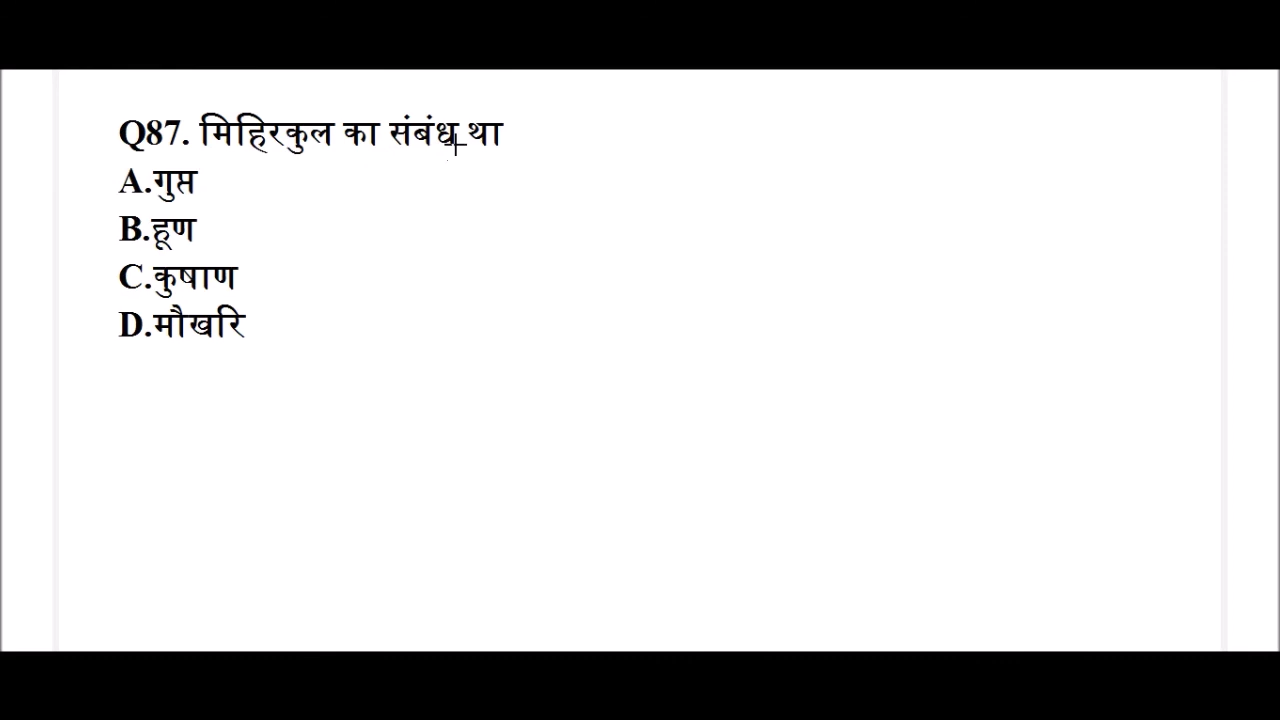 Q87. मिहिरकुल का संबंध था
A.गुप्त
B.हूण
C.कुषाण
D.मौखरि